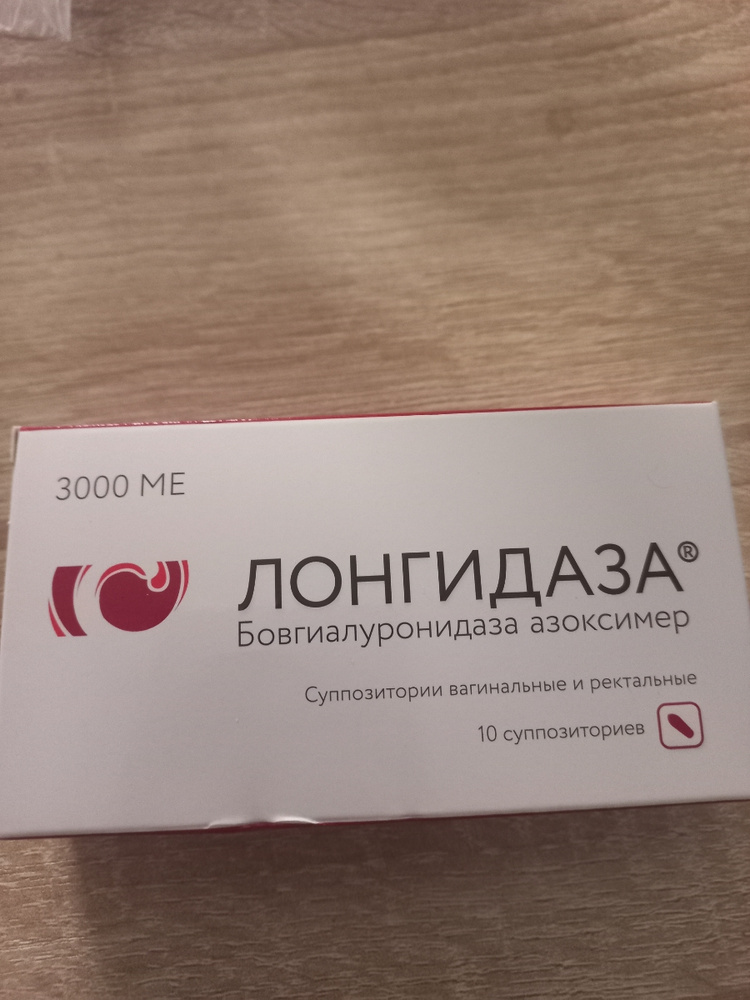 3000 МЕ
ЛОНГИДАЗА®
Бовгиалуронидаза азоксимер
Суппозитории вагинальные и ректальные
10 суппозиториев